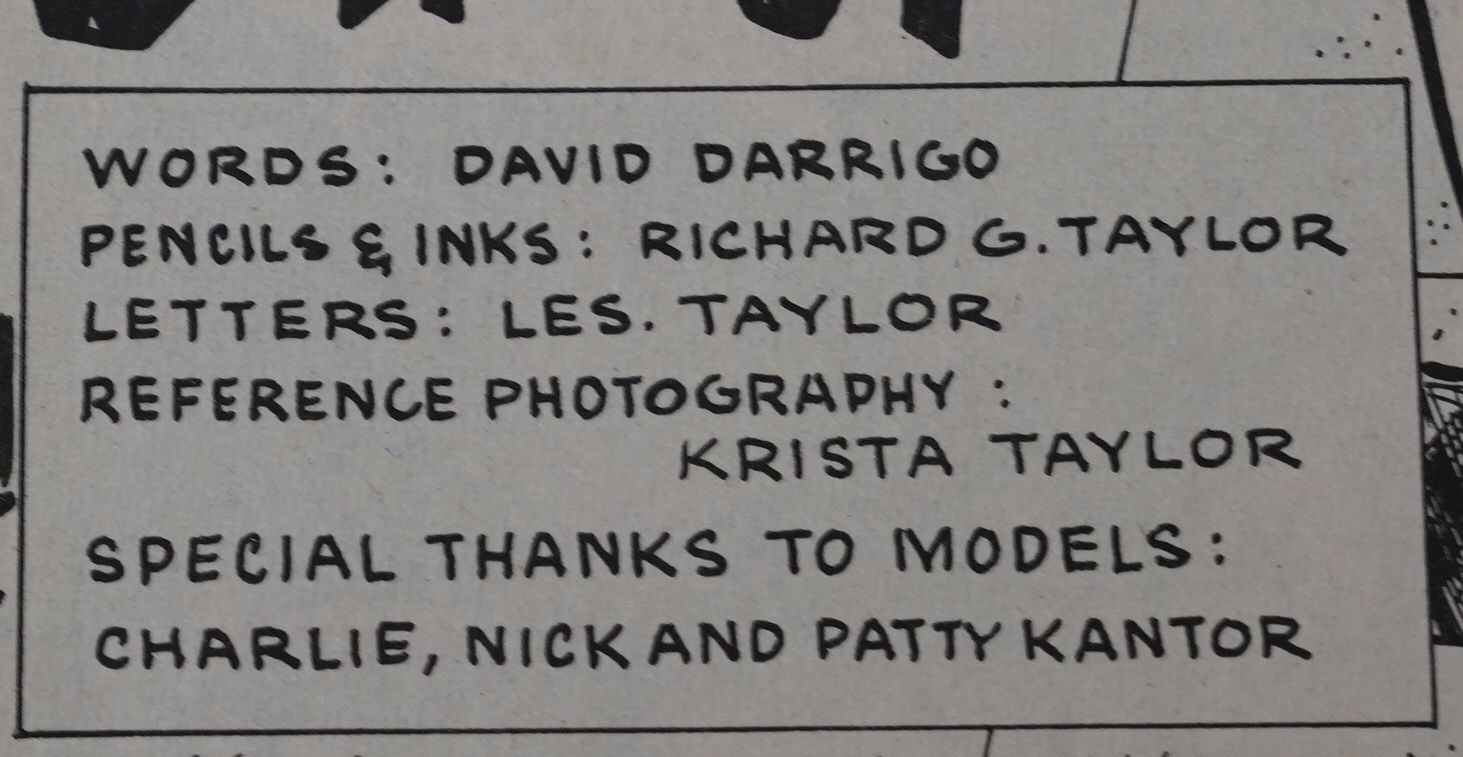 WORDS: DAVID DARRIGO
PENCILS & INKS: RICHARD G. TAYLOR
LETTERS: LES. TAYLOR
REFERENCE PHOTOGRAPHY :
KRISTA TAYLOR
SPECIAL THANKS TO MODELS:
CHARLIE, NICK AND PATTY KANTOR